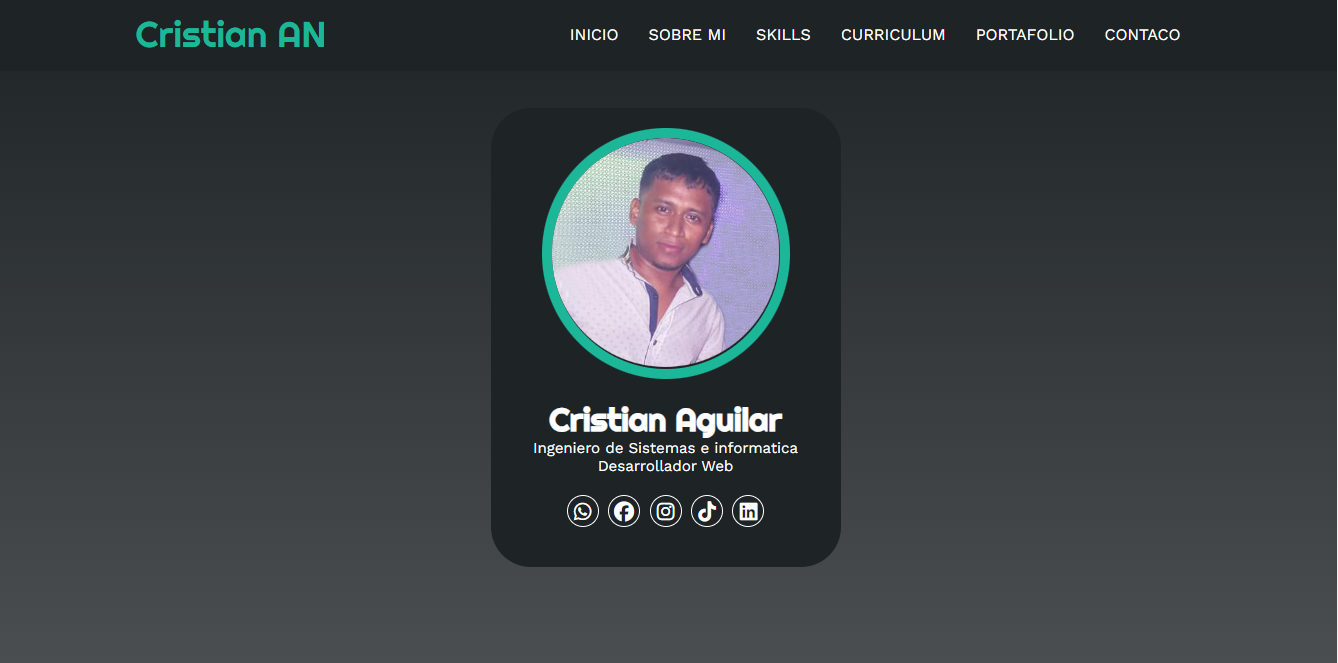 Cristian AN
INICIO SOBRE MI SKILLS CURRICULUM PORTAFOLIO CONTACO
Cristian Aguilar
Ingeniero de Sistemas e informatica
Desarrollador Web